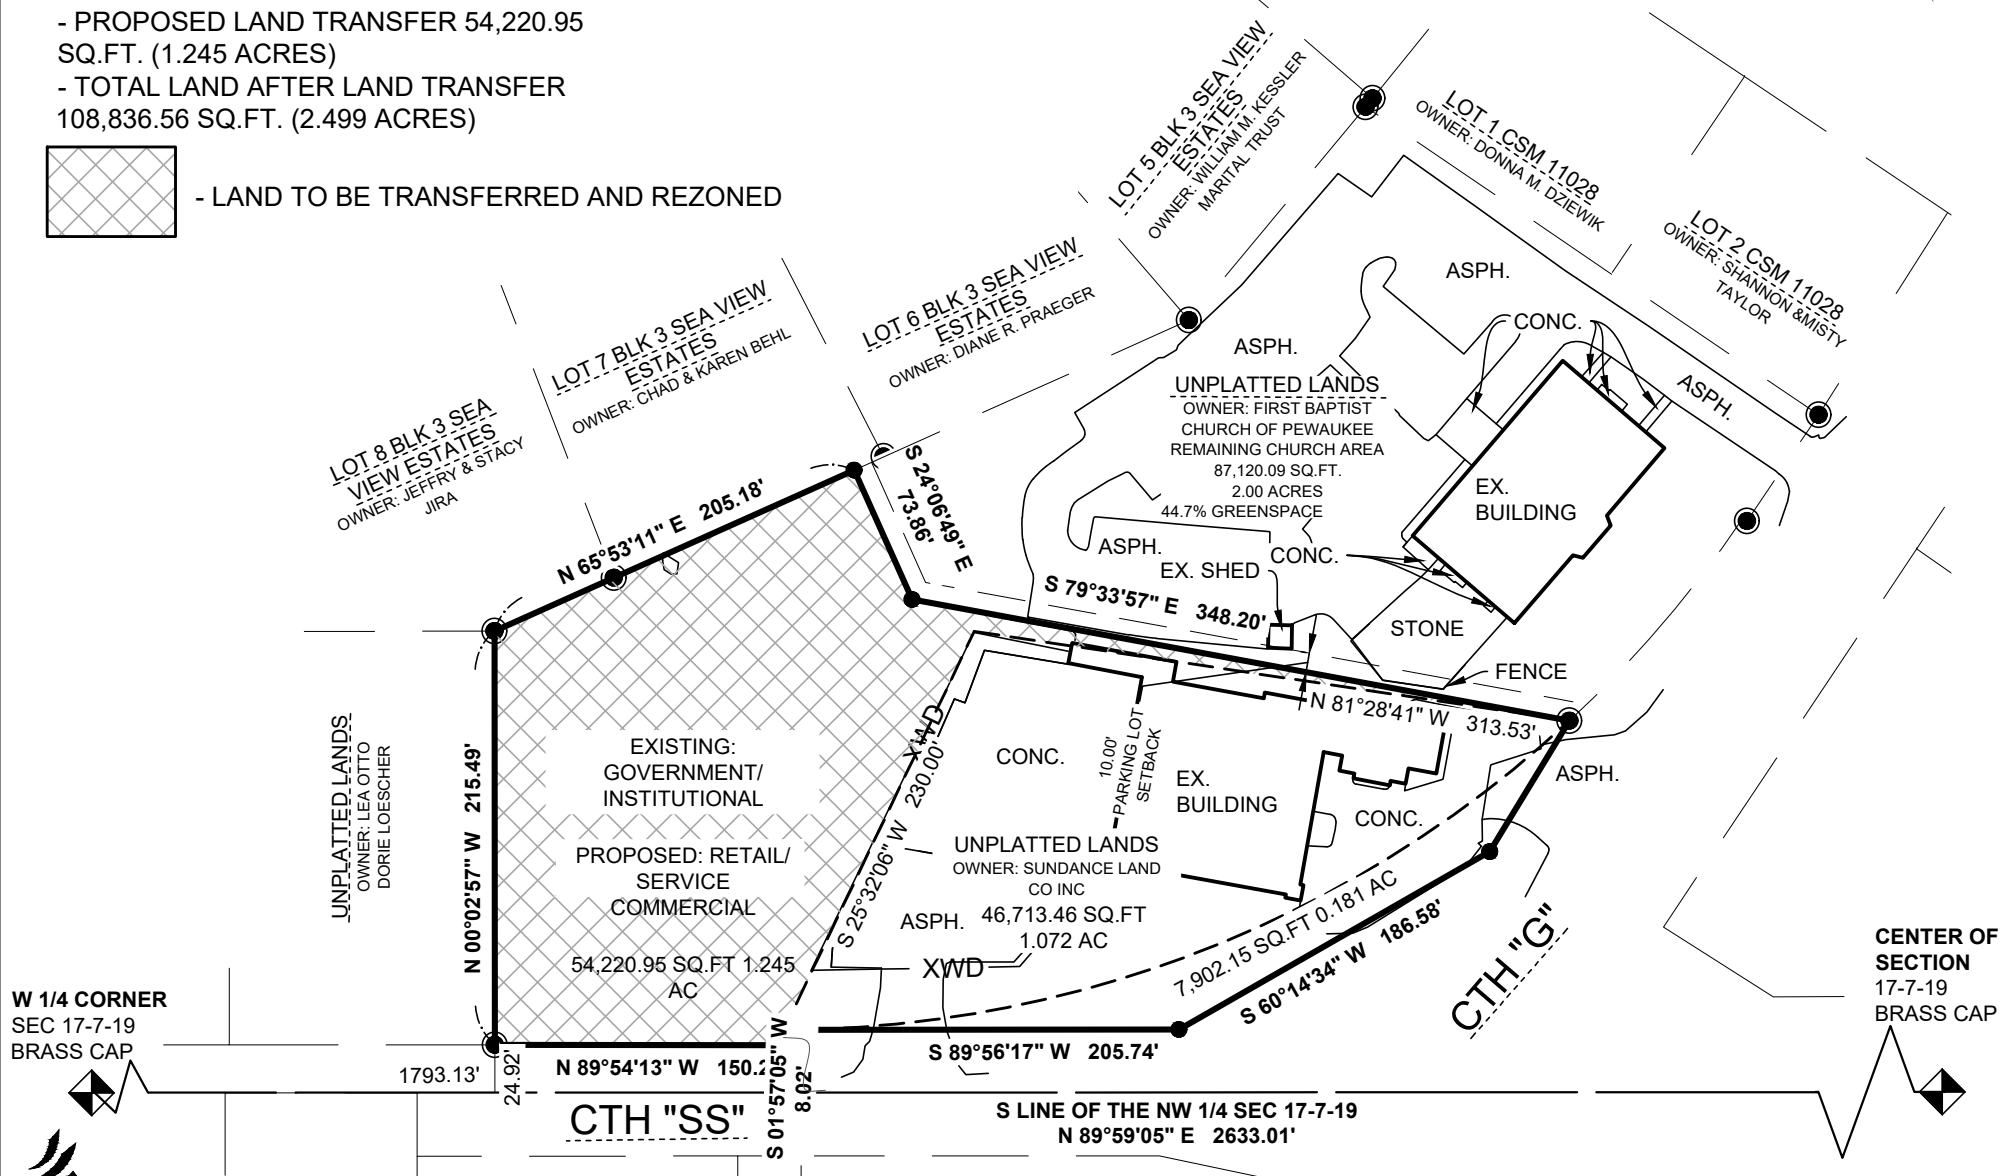 - PROPOSED LAND TRANSFER 54,220.95
SQ.FT. (1.245 ACRES)
- TOTAL LAND AFTER LAND TRANSFER
108,836.56 SQ.FT. (2.499 ACRES)
- LAND TO BE TRANSFERRED AND REZONED
LOT 5 BLK 3 SEA VIEW
ESTATES
OWNER: WILLIAM M. KESSLER
MARITAL TRUST
LOT 1 CSM 11028
OWNER: DONNA M. DZIEWIK
LOT 2 CSM 11028
OWNER: SHANNON &MISTY
TAYLOR
LOT 6 BLK 3 SEA VIEW
ESTATES
OWNER: DIANE R. PRAEGER
LOT 7 BLK 3 SEA VIEW
ESTATES
OWNER: CHAD & KAREN BEHL
LOT 8 BLK 3 SEA
VIEW ESTATES
OWNER: JEFFRY & STACY
JIRA
ASPH.
CONC.
ASPH.
ASPH.
UNPLATTED LANDS
OWNER: FIRST BAPTIST
CHURCH OF PEWAUKEE
REMAINING CHURCH AREA
87,120.09 SQ.FT.
2.00 ACRES
44.7% GREENSPACE
EX.
BUILDING
ASPH.
CONC.
EX. SHED
STONE
FENCE
N 65°53'11" E 205.18'
S 24°06'49" E
73.86'
S 79°33'57" E 348.20'
N 81°28'41" W 313.53'
UNPLATTED LANDS
OWNER: LEA OTTO
DORIE LOESCHER
N 00°02'57" W 215.49'
EXISTING:
GOVERNMENT/
INSTITUTIONAL
PROPOSED: RETAIL/
SERVICE
COMMERCIAL
54,220.95 SQ.FT 1.245
AC
XWD
S 25°32'06" W 230.00'
CONC.
10.00'
PARKING LOT
SETBACK
EX.
BUILDING
CONC.
ASPH.
UNPLATTED LANDS
OWNER: SUNDANCE LAND
CO INC
46,713.46 SQ.FT
1.072 AC
ASPH.
XWD
7,902.15 SQ.FT 0.181 AC
S 60°14'34" W 186.58'
CTH "G"
CENTER OF
SECTION
17-7-19
BRASS CAP
W 1/4 CORNER
SEC 17-7-19
BRASS CAP
1793.13'
24.92'
N 89°54'13" W 150.2
S 01°57'05" W
8.02'
S 89°56'17" W 205.74'
CTH "SS"
S LINE OF THE NW 1/4 SEC 17-7-19
N 89°59'05" E 2633.01'